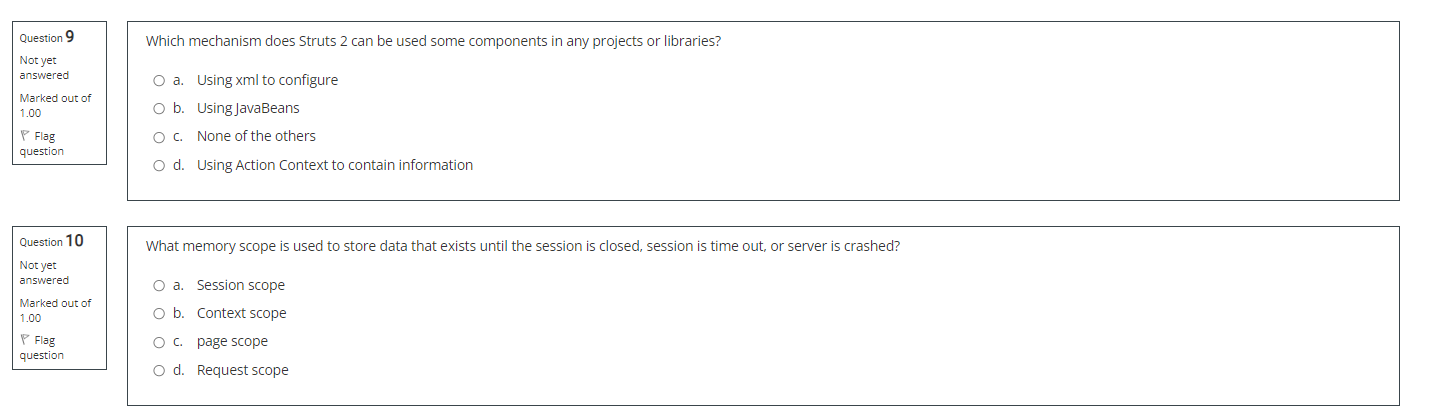 Question 9
Not yet
answered
Marked out of
1.00
Flag
question
Which mechanism does Struts 2 can be used some components in any projects or libraries?
a. Using xml to configure
b. Using JavaBeans
c. None of the others
d. Using Action Context to contain information
Question 10
Not yet
answered
Marked out of
1.00
Flag
question
What memory scope is used to store data that exists until the session is closed, session is time out, or server is crashed?
a. Session scope
b. Context scope
c. page scope
d. Request scope